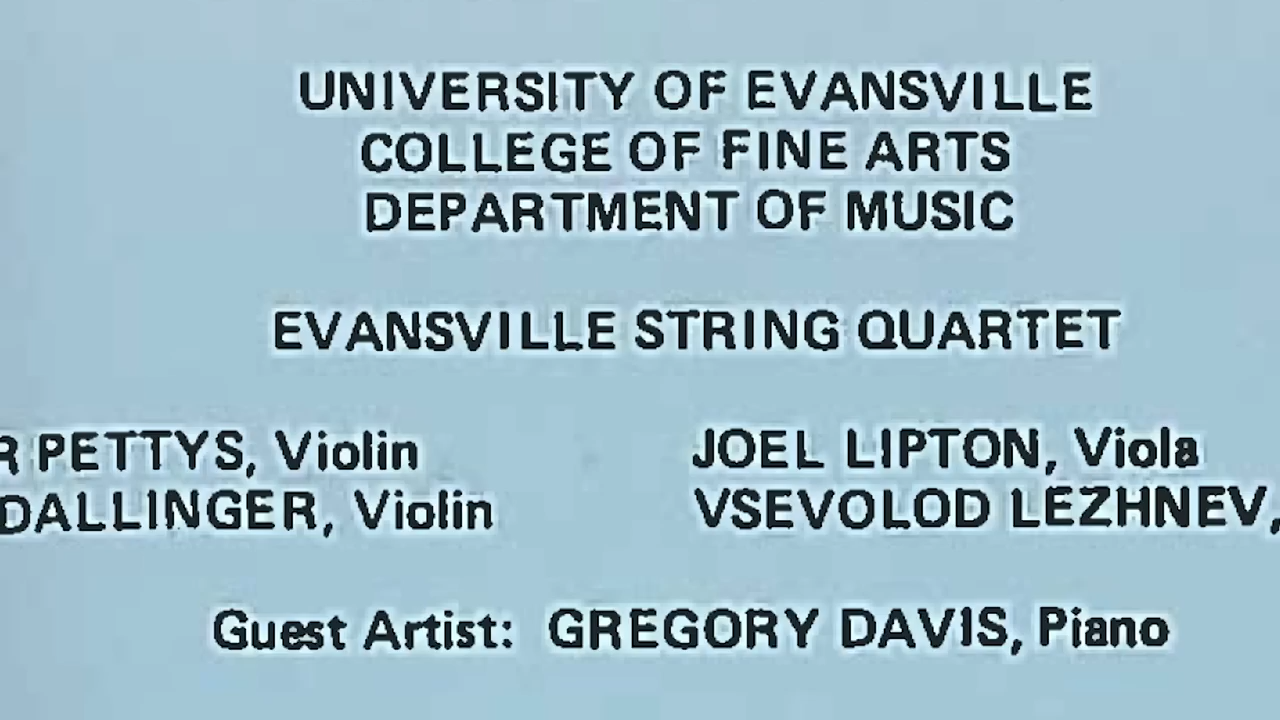 UNIVERSITY OF EVANSVILLE
COLLEGE OF FINE ARTS
DEPARTMENT OF MUSIC
EVANSVILLE STRING QUARTET
R PETTYS, Violin JOEL LIPTON, Viola
DALLINGER, Violin VSEVOLOD LEZHNEV,
Guest Artist: GREGORY DAVIS, Piano